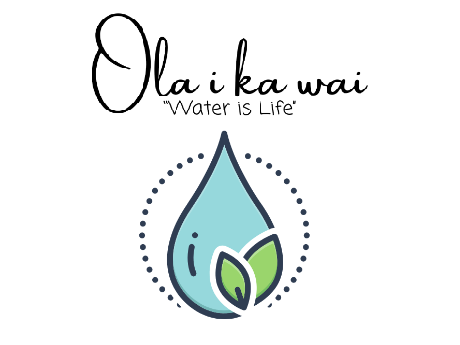 Ola i ka wai
"Water is Life"